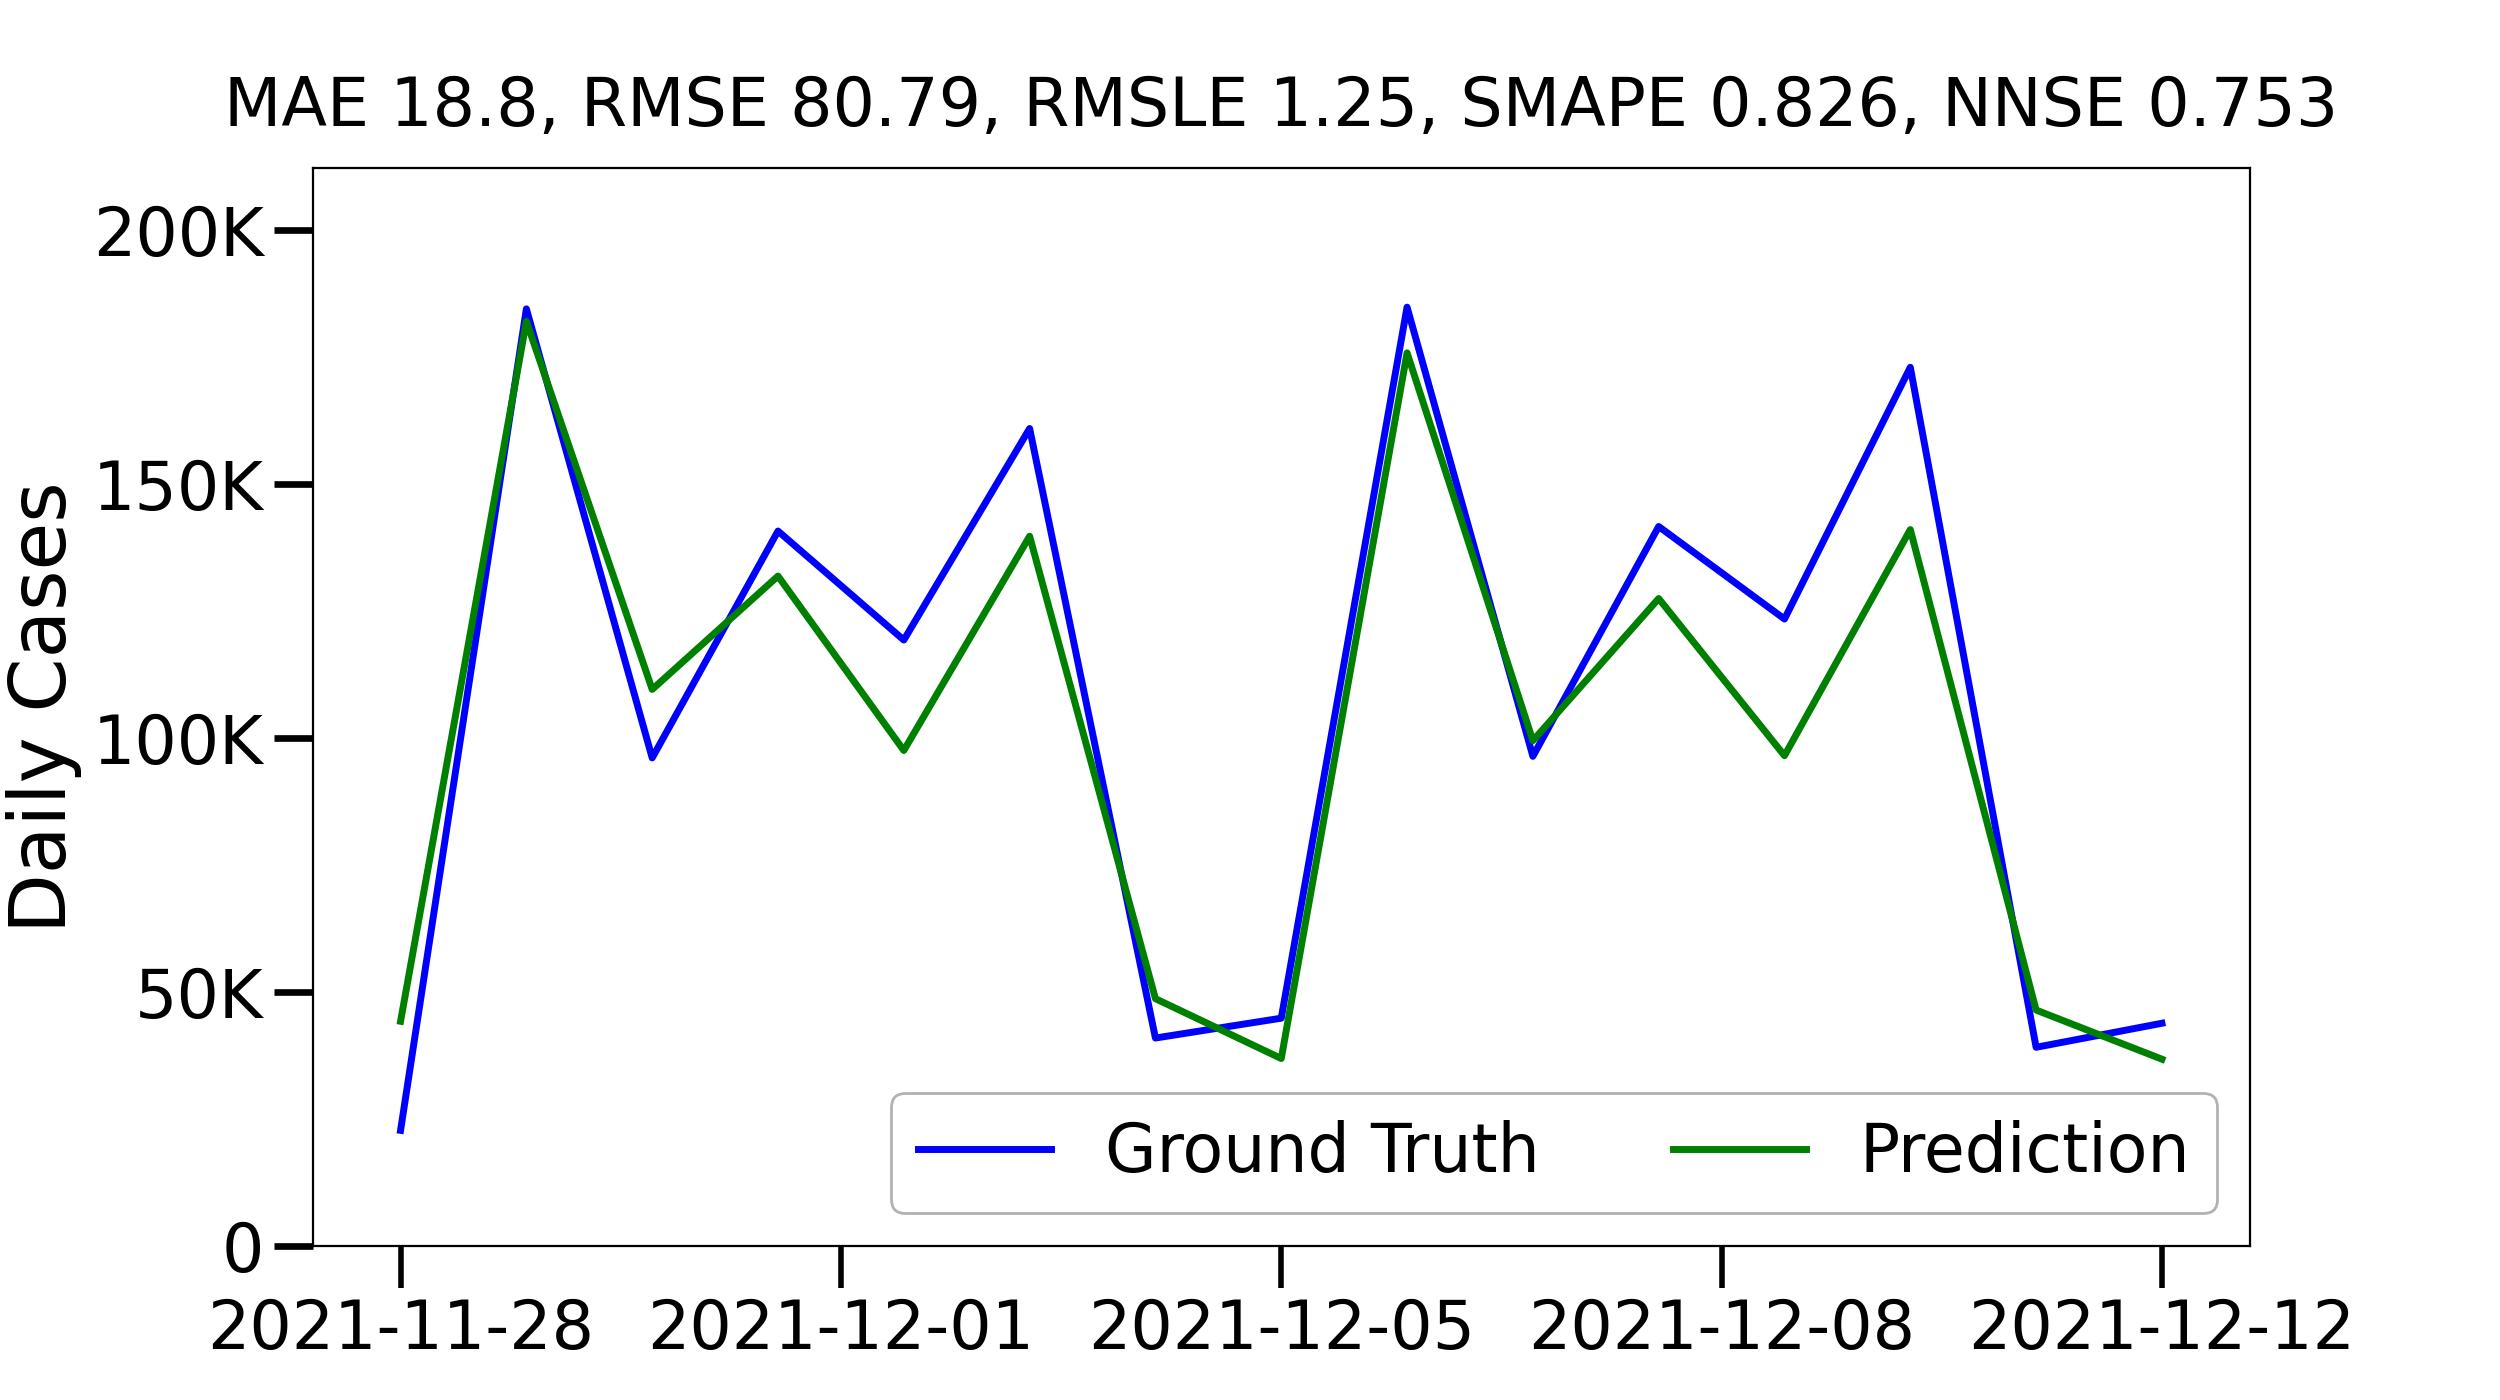 MAE 18.8, RMSE 80.79, RMSLE 1.25, SMAPE 0.826, NNSE 0.753
Daily Cases
200K
150K
100K
50K
0
Ground Truth
Prediction
2021-11-28
2021-12-01
2021-12-05
2021-12-08
2021-12-12